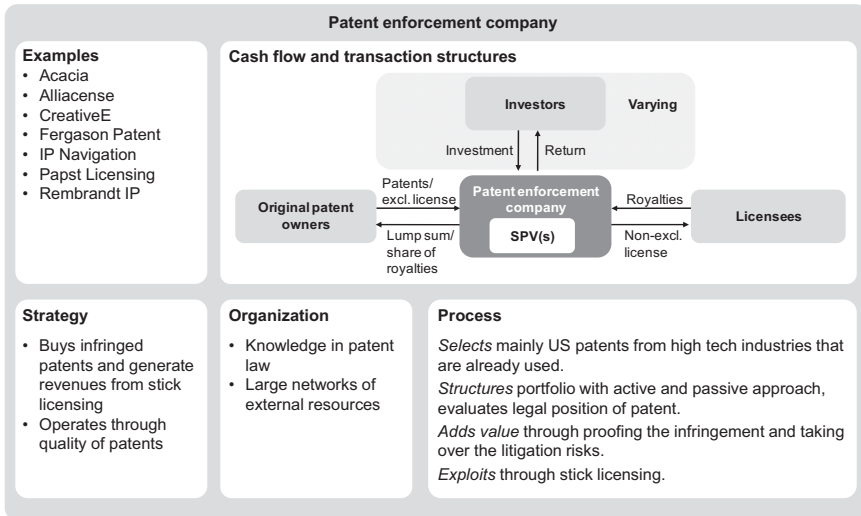 Patent enforcement company
Examples
• Acacia
• Alliacense
• CreativeE
• Fergason Patent
• IP Navigation
• Papst Licensing
• Rembrandt IP
Cash flow and transaction structures
Investors
Varying
Investment
Return
Original patent
owners
Patents/
excl. license
Lump sum/
share of
royalties
Patent enforcement
company
SPV(s)
Royalties
Non-excl.
license
Licensees
Strategy
• Buys infringed
patents and generate
revenues from stick
licensing
• Operates through
quality of patents
Organization
• Knowledge in patent
law
• Large networks of
external resources
Process
Selects mainly US patents from high tech industries that
are already used.
Structures portfolio with active and passive approach,
evaluates legal position of patent.
Adds value through proofing the infringement and taking
over the litigation risks.
Exploits through stick licensing.